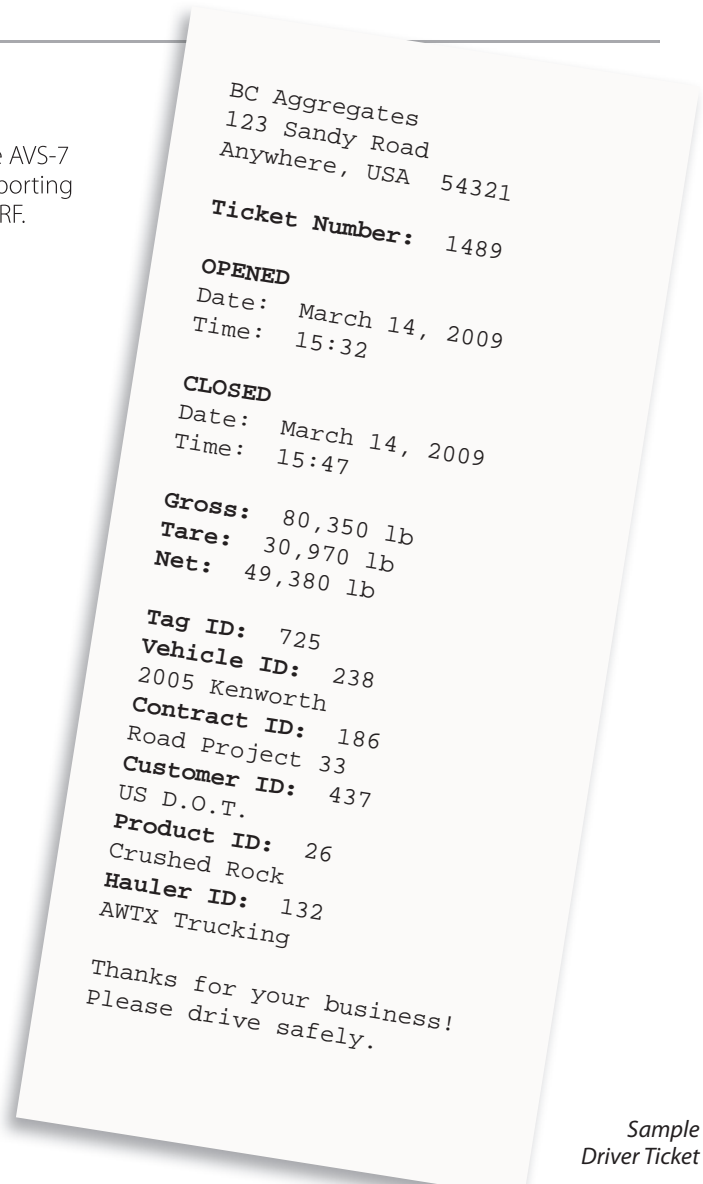 e AVS-7
porting
RF.
BC Aggregates
123 Sandy Road
Anywhere, USA 54321
Ticket Number: 1489
OPENED
Date: March 14, 2009
Time: 15:32
CLOSED
Date: March 14, 2009
Time: 15:47
Gross: 80,350 lb
Tare: 30,970 lb
Net: 49,380 lb
Tag ID: 725
Vehicle ID: 238
2005 Kenworth
Contract ID: 186
Road Project 33
Customer ID: 437
US D.O.T.
Product ID: 26
Crushed Rock
Hauler ID: 132
AWTX Trucking
Thanks for your business!
Please drive safely.
Sample
Driver Ticket